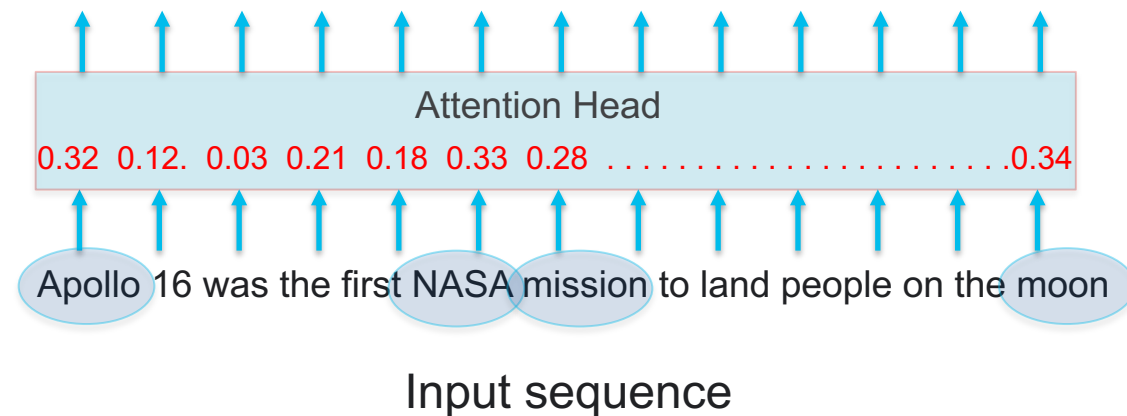 Attention Head
0.32 0.12. 0.03 0.21 0.18 0.33 0.28 . . . . . . . . . . . . . . . . . . . . . . .0.34
Apollo 16 was the first NASA mission to land people on the moon
Input sequence